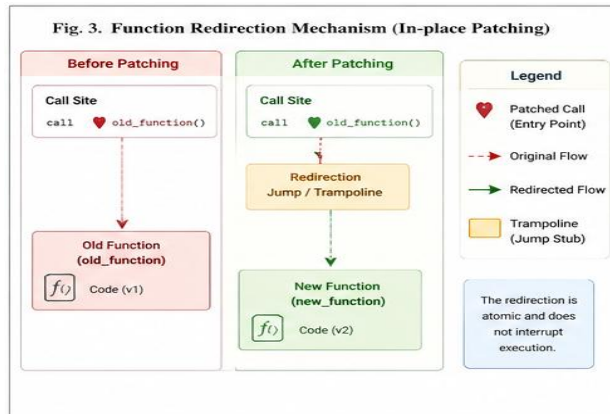 Fig. 3. Function Redirection Mechanism (In-place Patching)
Before Patching
Call Site
call old_function()
Old Function
(old_function)
f() Code (v1)
After Patching
Call Site
call old_function()
Redirection
Jump / Trampoline
New Function
(new_function)
f() Code (v2)
Legend
Patched Call
(Entry Point)
Original Flow
Redirected Flow
Trampoline
(Jump Stub)
The redirection is
atomic and does
not interrupt
execution.